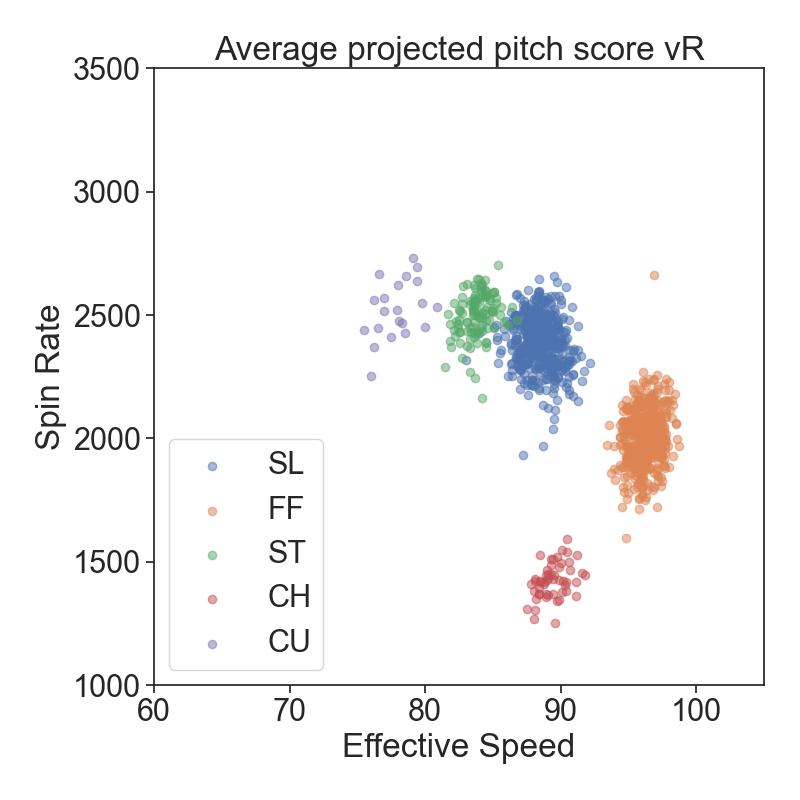 Average projected pitch score vR
3500
3000
2500
2000
1500
1000
Spin Rate
SL
FF
ST
CH
CU
60 70 80 90 100
Effective Speed